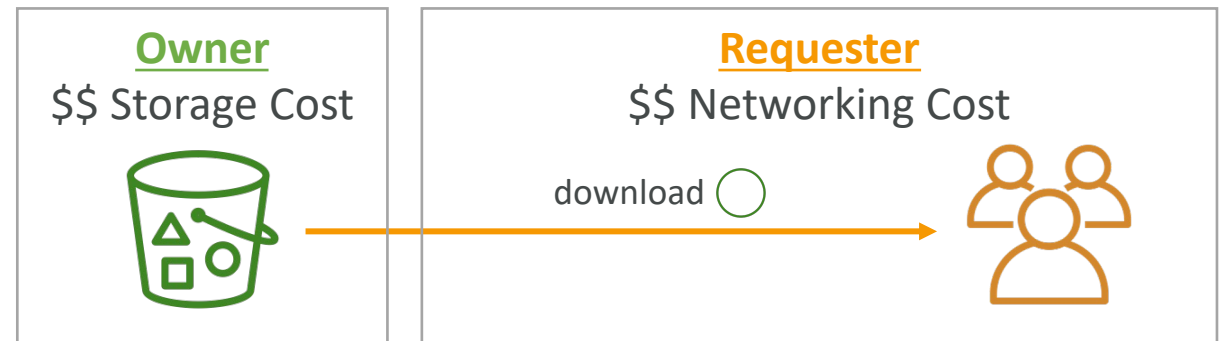 Owner
$$ Storage Cost
Requester
$$ Networking Cost
download